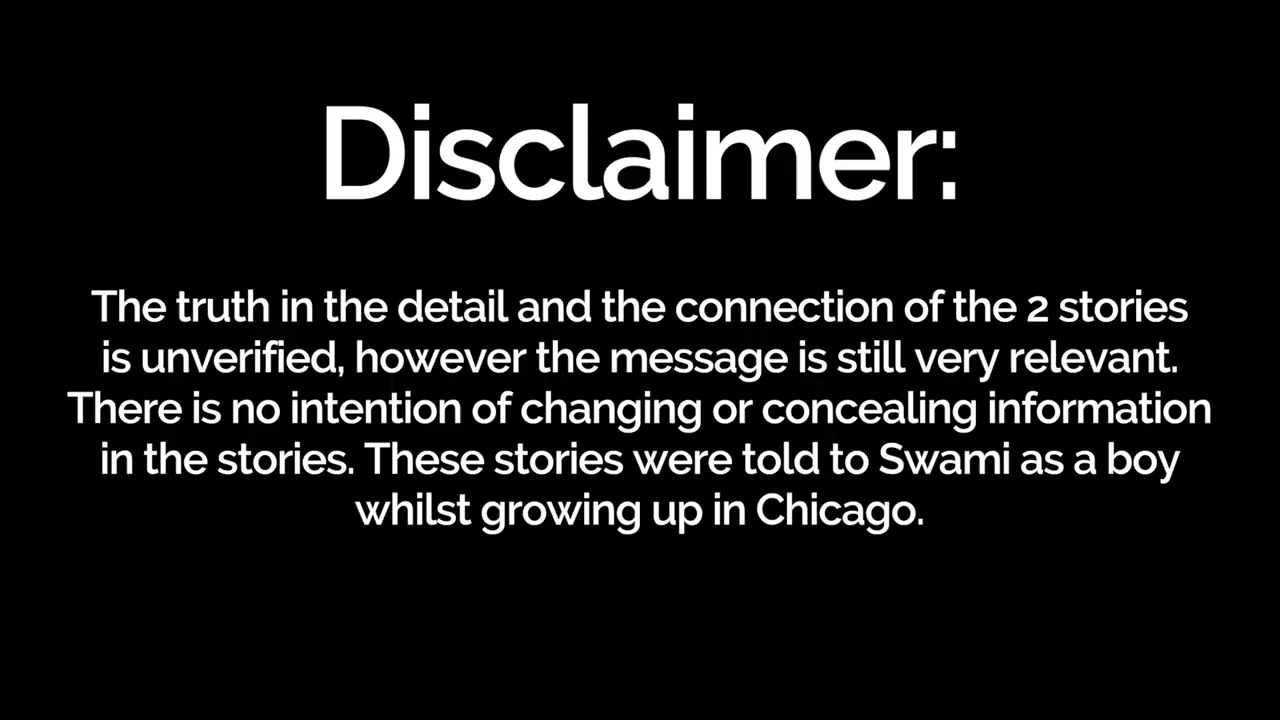 Disclaimer:
The truth in the detail and the connection of the 2 stories
is unverified, however the message is still very relevant.
There is no intention of changing or concealing information
in the stories. These stories were told to Swami as a boy
whilst growing up in Chicago.